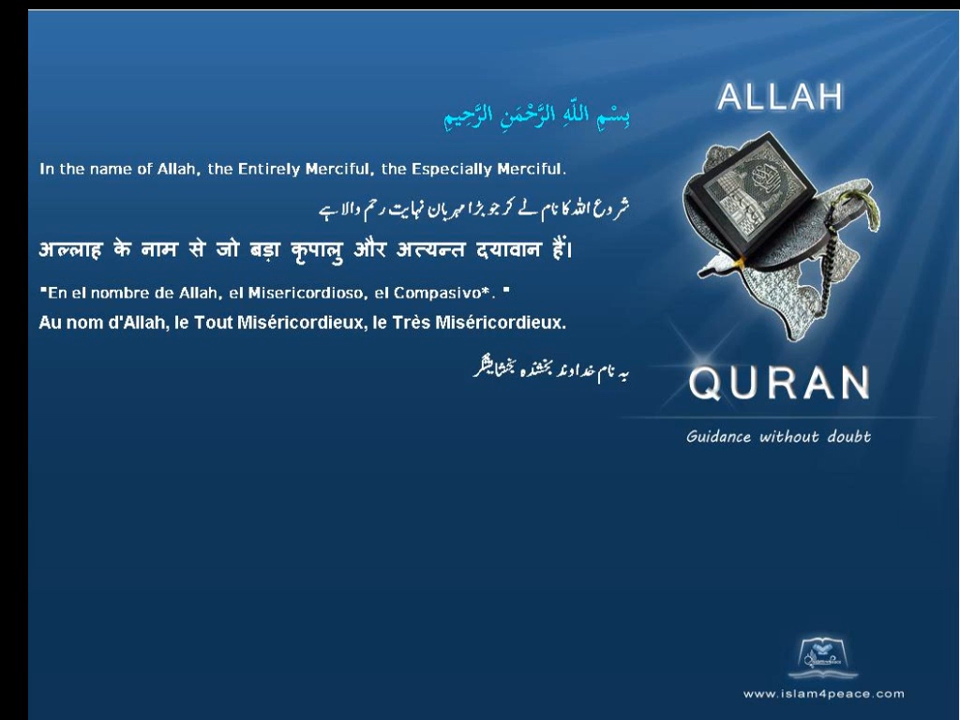 بِسْمِ اللّهِ الرَّحْمَنِ الرَّحِيمِ
In the name of Allah, the Entirely Merciful, the Especially Merciful.
شروع الله کا نام لے کر جو بڑا مہربان نہایت رحم والا ہے
अल्लाह के नाम से जो बड़ा कृपालु और अत्यन्त दयावान हैं।
"En el nombre de Allah, el Misericordioso, el Compasivo*. "
Au nom d'Allah, le Tout Miséricordieux, le Très Miséricordieux.
به نام خداوند بخشنده بخشایشگر
ALLAH
QURAN
Guidance without doubt
www.islam4peace.com